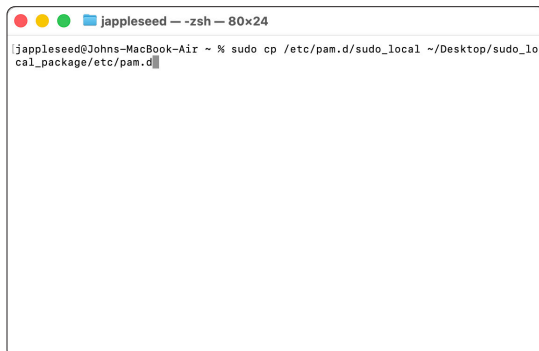 jappleseed — -zsh — 80×24
[jappleseed@Johns-MacBook-Air ~ % sudo cp /etc/pam.d/sudo_local ~/Desktop/sudo_lo
cal_package/etc/pam.d